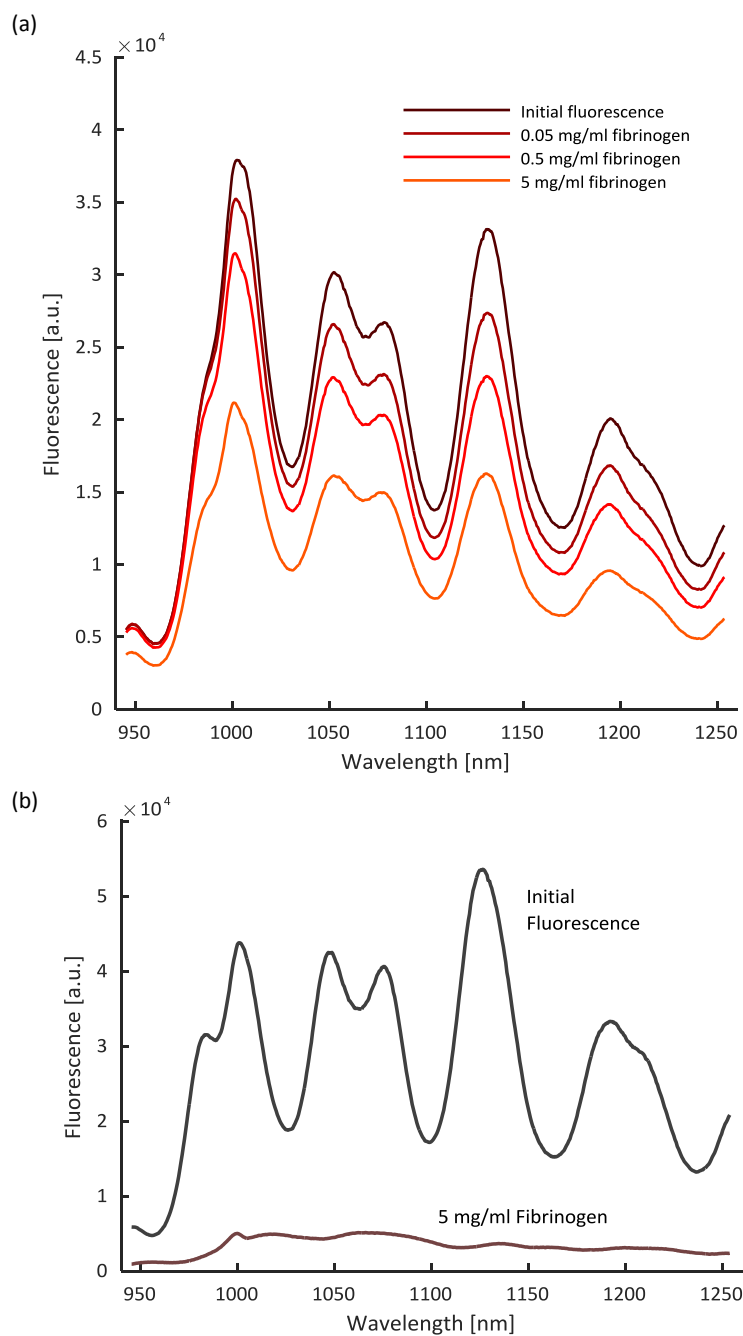 (a)
×10⁴
4.5
4
3.5
3
2.5
2
1.5
1
0.5
0
Fluorescence [a.u.]
Initial fluorescence
0.05 mg/ml fibrinogen
0.5 mg/ml fibrinogen
5 mg/ml fibrinogen
950 1000 1050 1100 1150 1200 1250
Wavelength [nm]
(b)
×10⁴
6
5
4
3
2
1
0
Fluorescence [a.u.]
Initial
Fluorescence
5 mg/ml Fibrinogen
950 1000 1050 1100 1150 1200 1250
Wavelength [nm]